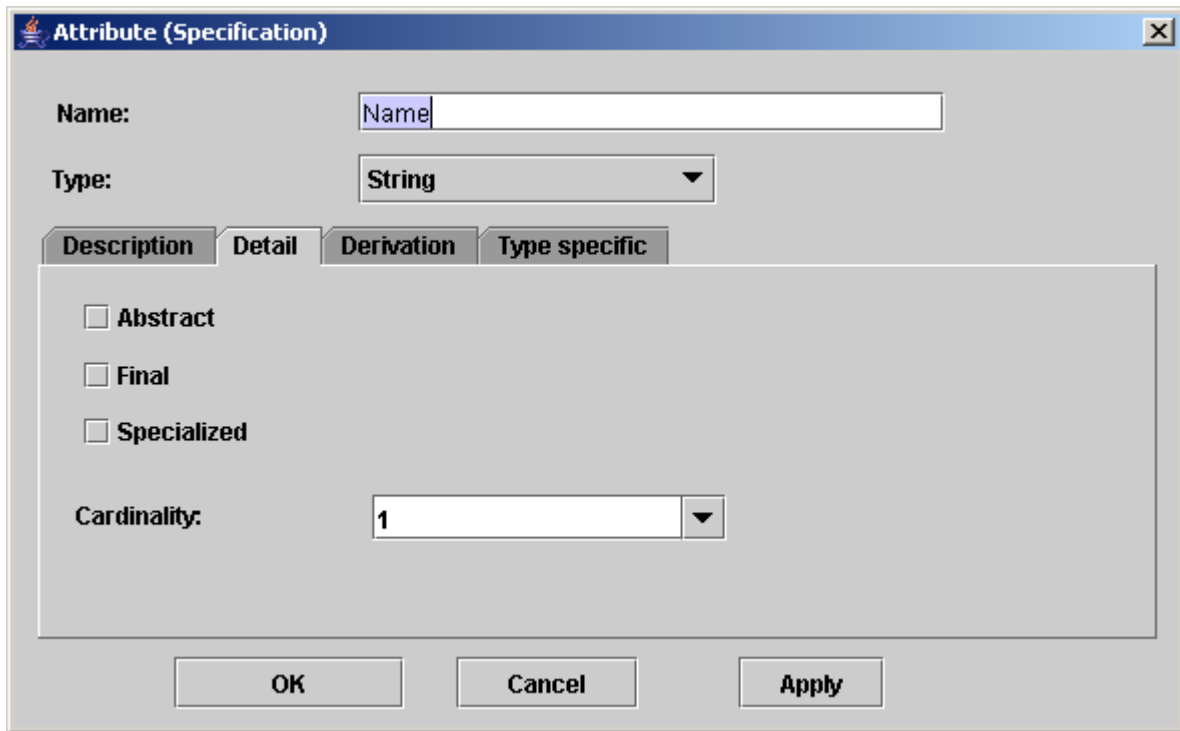 Attribute (Specification)
Name: Name
Type: String
Description Detail Derivation Type specific
Abstract
Final
Specialized
Cardinality: 1
OK Cancel Apply